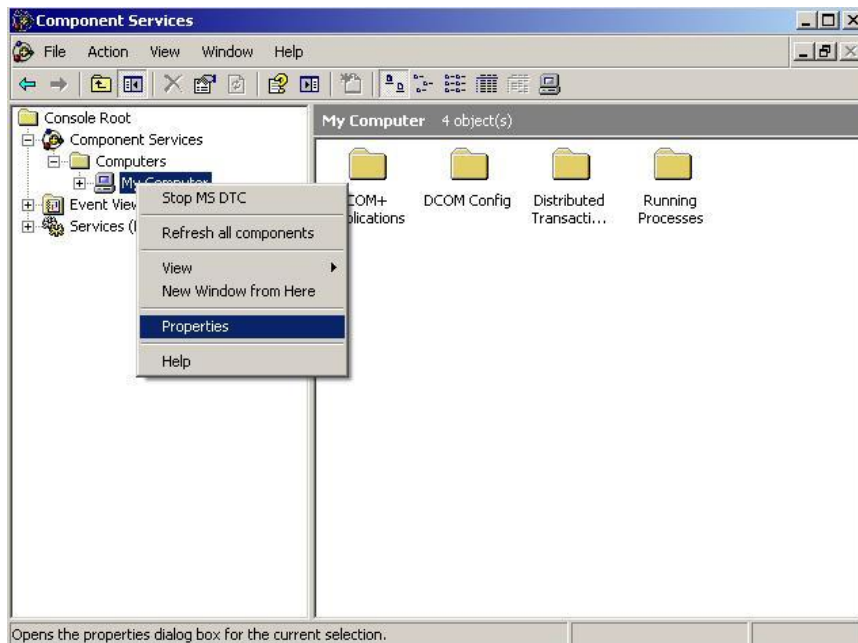 Component Services
File Action View Window Help
Console Root
Component Services
Computers
My Computer
Event View
Services (
My Computer 4 object(s)
Stop MS DTC
Refresh all components
View
New Window from Here
Properties
Help
COM+
plications
DCOM Config
Distributed
Transacti...
Running
Processes
Opens the properties dialog box for the current selection.